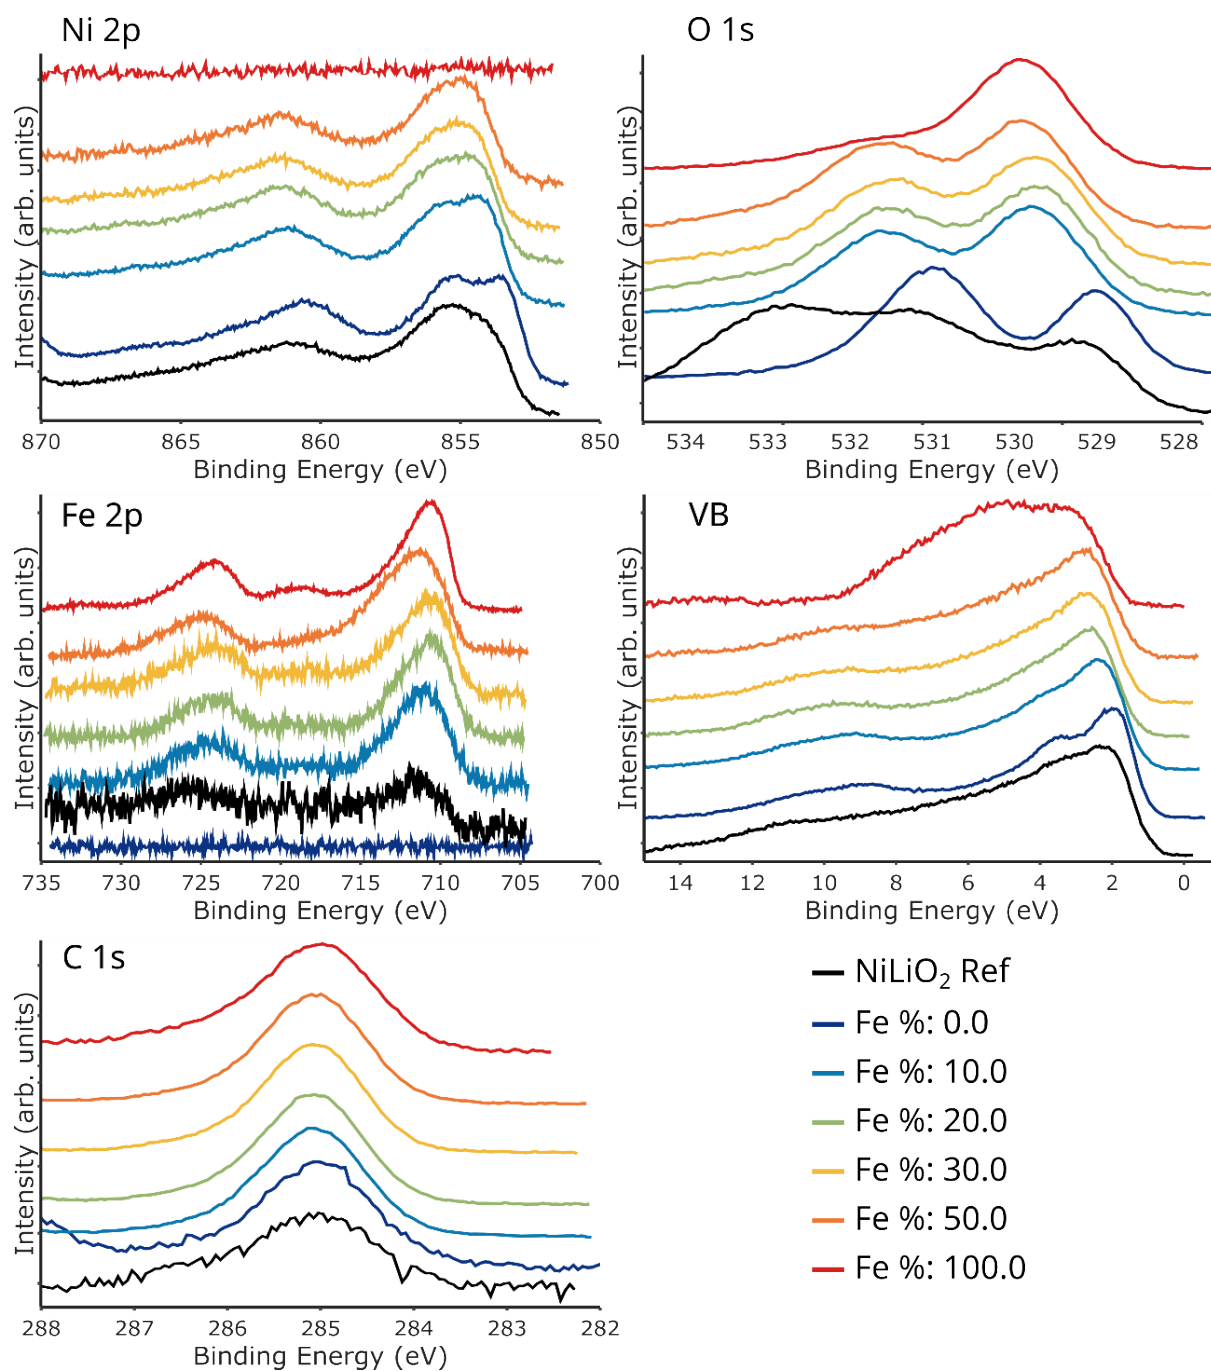 Ni 2p
Intensity (arb. units)
870 865 860 855 850
Binding Energy (eV)
O 1s
Intensity (arb. units)
534 533 532 531 530 529 528
Binding Energy (eV)
Fe 2p
Intensity (arb. units)
735 730 725 720 715 710 705 700
Binding Energy (eV)
VB
Intensity (arb. units)
14 12 10 8 6 4 2 0
Binding Energy (eV)
C 1s
Intensity (arb. units)
288 287 286 285 284 283 282
Binding Energy (eV)
NiLiO₂ Ref
Fe %: 0.0
Fe %: 10.0
Fe %: 20.0
Fe %: 30.0
Fe %: 50.0
Fe %: 100.0